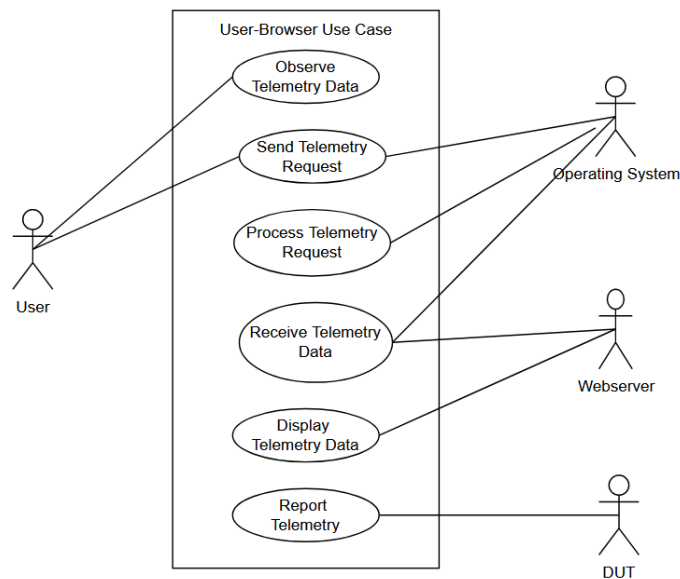 User-Browser Use Case
Observe
Telemetry Data
Send Telemetry
Request
Operating System
Process Telemetry
Request
User
Receive Telemetry
Data
Webserver
Display
Telemetry Data
Report
Telemetry
DUT